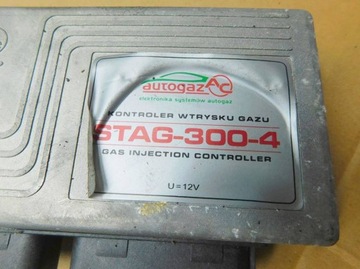 autogaz AC
elektronika systemów autogaz
KONTROLER WTRYSKU GAZU
STAG-300-4
GAS INJECTION CONTROLLER
U=12V